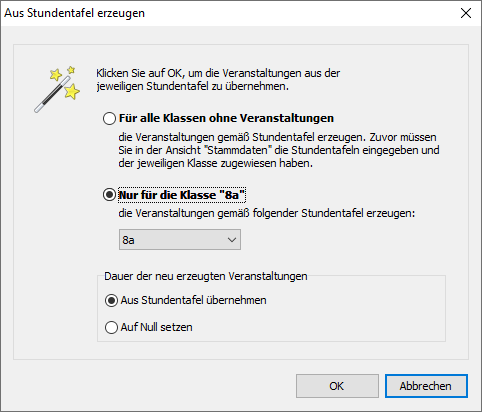 Aus Stundentafel erzeugen
Klicken Sie auf OK, um die Veranstaltungen aus der
jeweiligen Stundentafel zu übernehmen.
Für alle Klassen ohne Veranstaltungen
die Veranstaltungen gemäß Stundentafel erzeugen. Zuvor müssen
Sie in der Ansicht "Stammdaten" die Stundentafeln eingegeben und
der jeweiligen Klasse zugewiesen haben.
Nur für die Klasse "8a"
die Veranstaltungen gemäß folgender Stundentafel erzeugen:
8a
Dauer der neu erzeugten Veranstaltungen
Aus Stundentafel übernehmen
Auf Null setzen
OK
Abbrechen